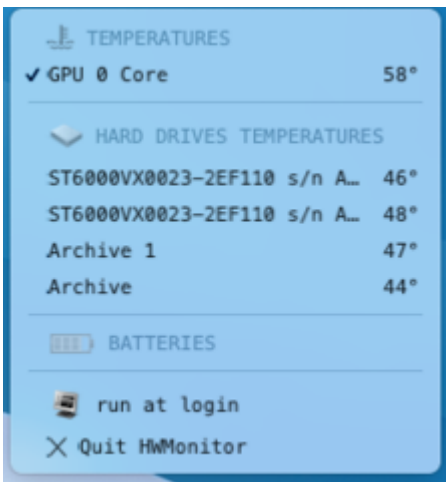 TEMPERATURES
GPU 0 Core 58°
HARD DRIVES TEMPERATURES
ST6000VX0023-2EF110 s/n A… 46°
ST6000VX0023-2EF110 s/n A… 48°
Archive 1 47°
Archive 44°
BATTERIES
run at login
Quit HWMonitor